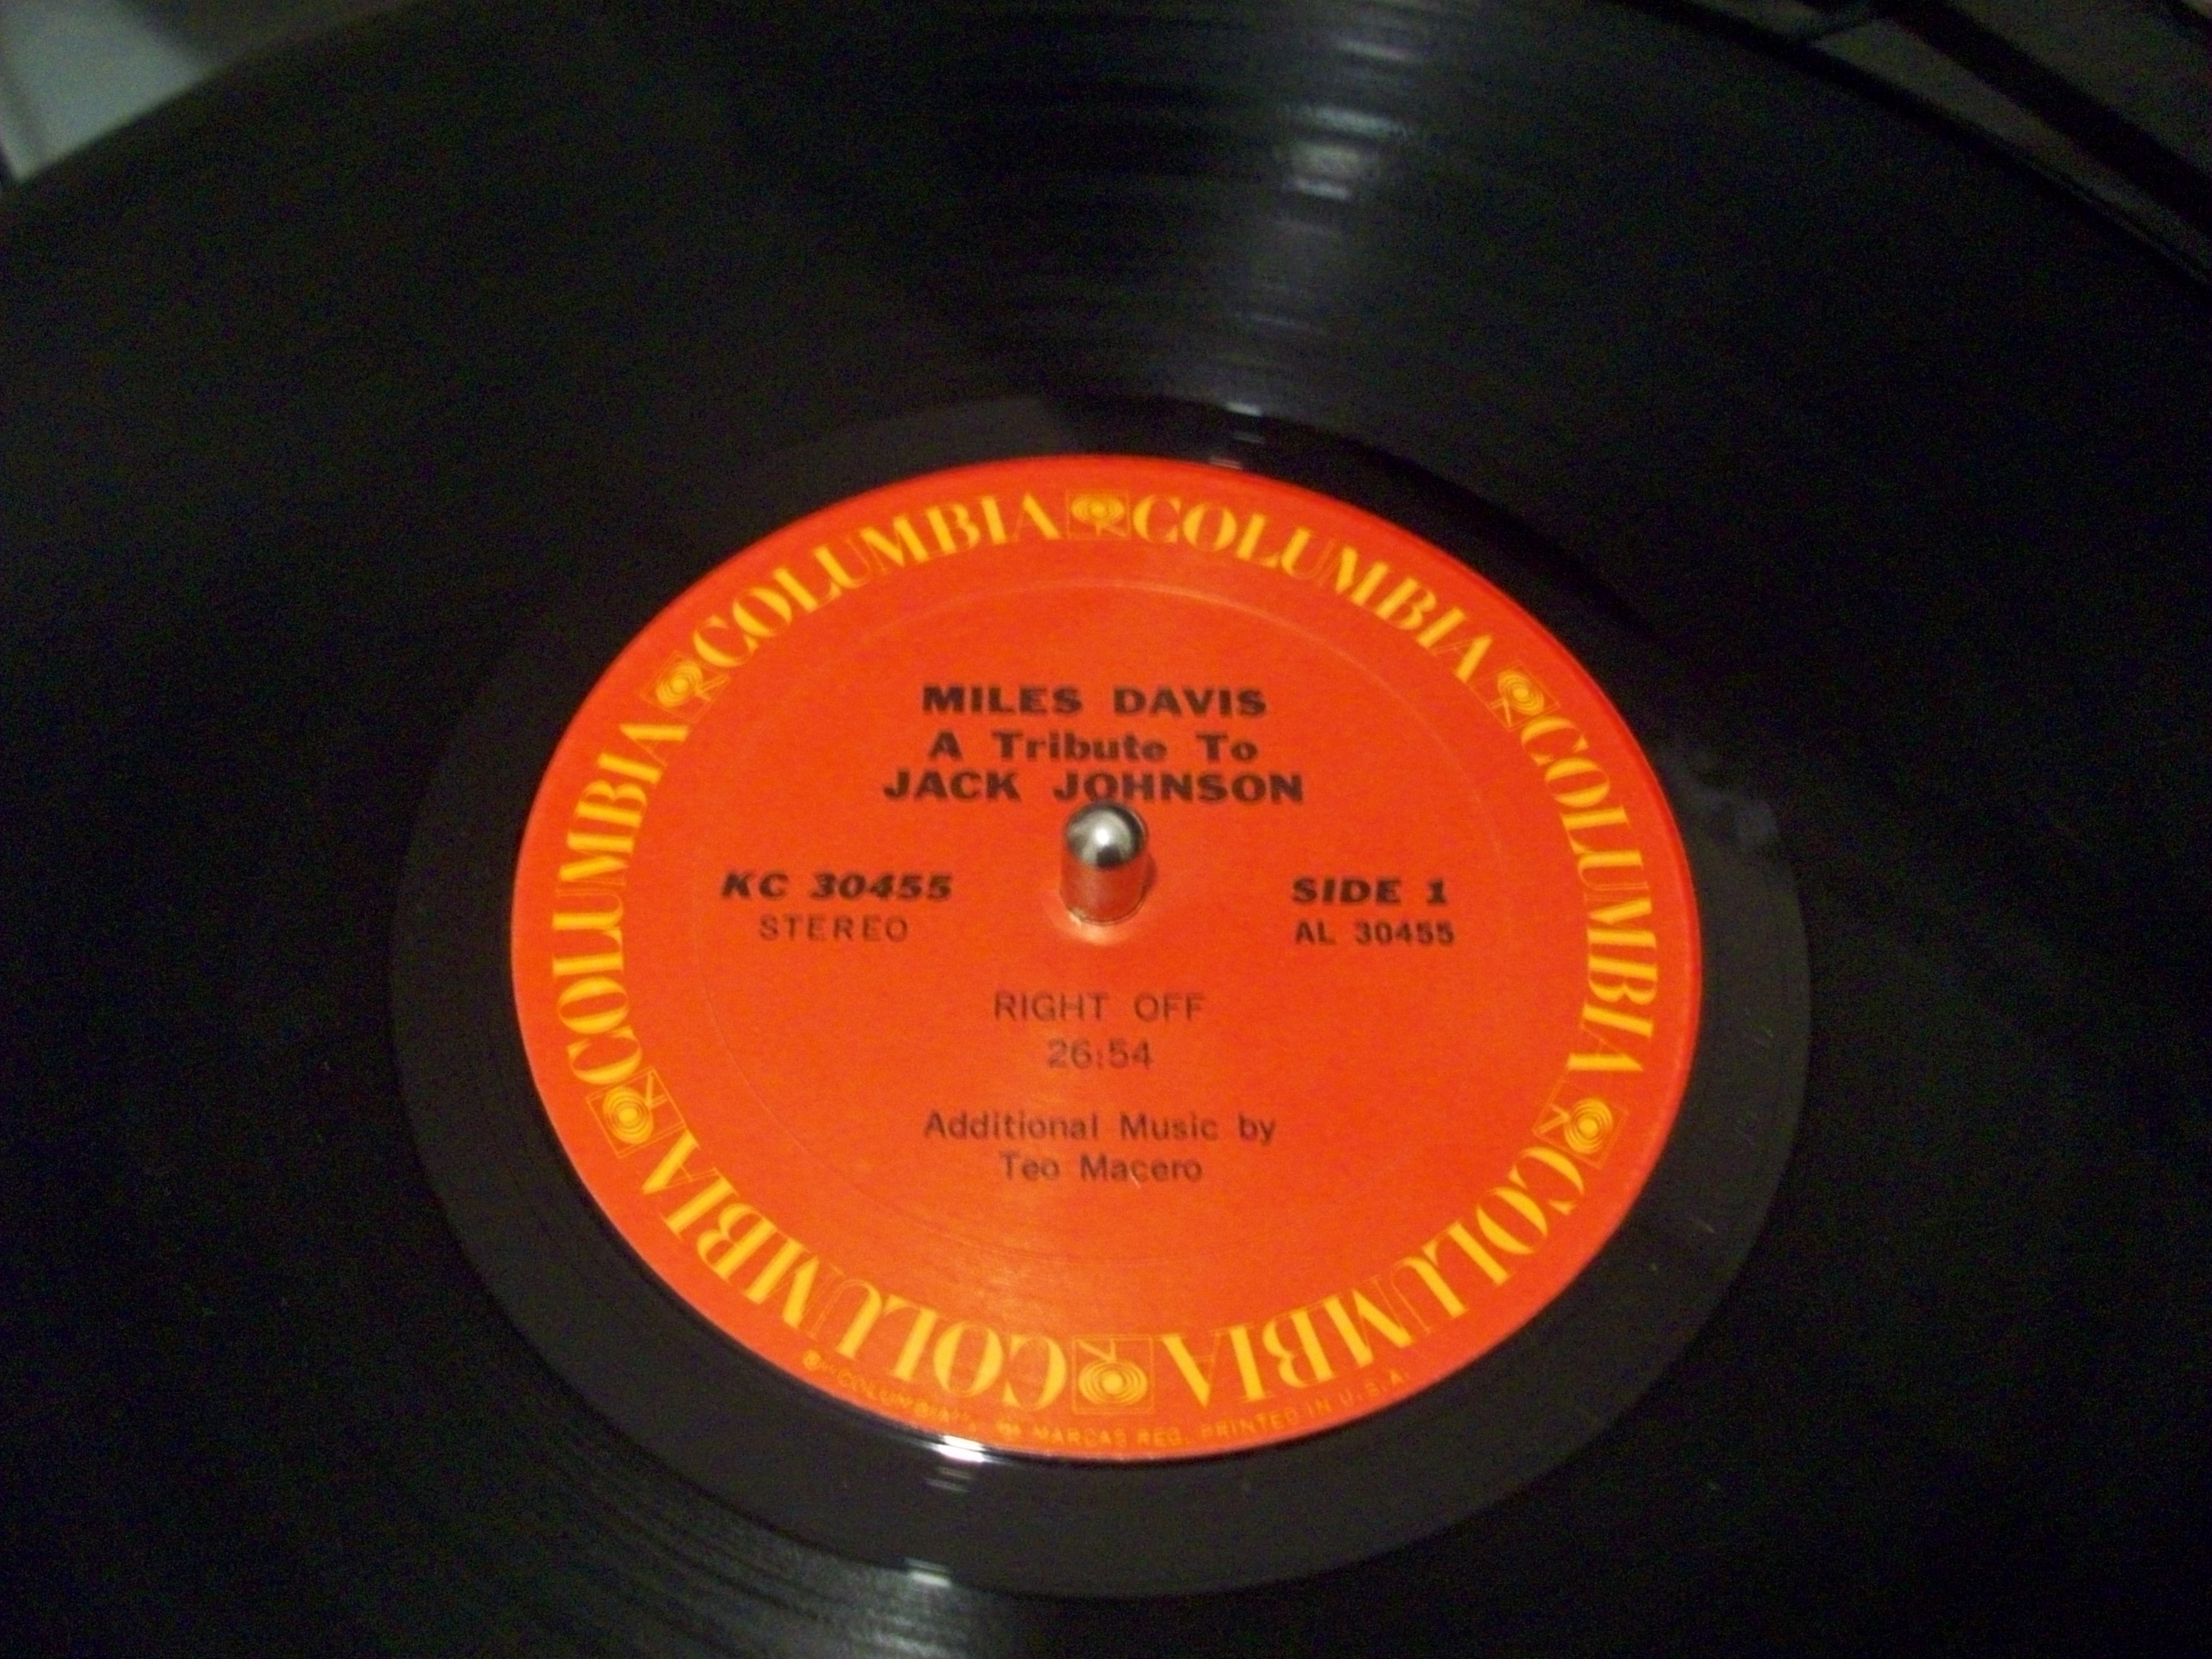 COLUMBIA COLUMBIA COLUMBIA COLUMBIA COLUMBIA COLUMBIA
MILES DAVIS
A Tribute To
JACK JOHNSON
KC 30455
STEREO
SIDE 1
AL 30455
RIGHT OFF
26:54
Additional Music by
Teo Macero
"COLUMBIA", MARCAS REG. PRINTED IN U.S.A.